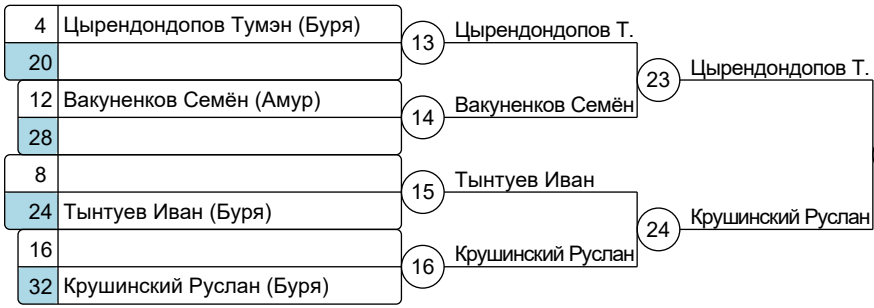 4 Цырендондопов Тумэн (Буря)
20
13
Цырендондопов Т.
12 Вакуненков Семён (Амур)
28
14
Вакуненков Семён
23
Цырендондопов Т.
8
24 Тынтуев Иван (Буря)
15
Тынтуев Иван
16
32 Крушинский Руслан (Буря)
16
Крушинский Руслан
24
Крушинский Руслан